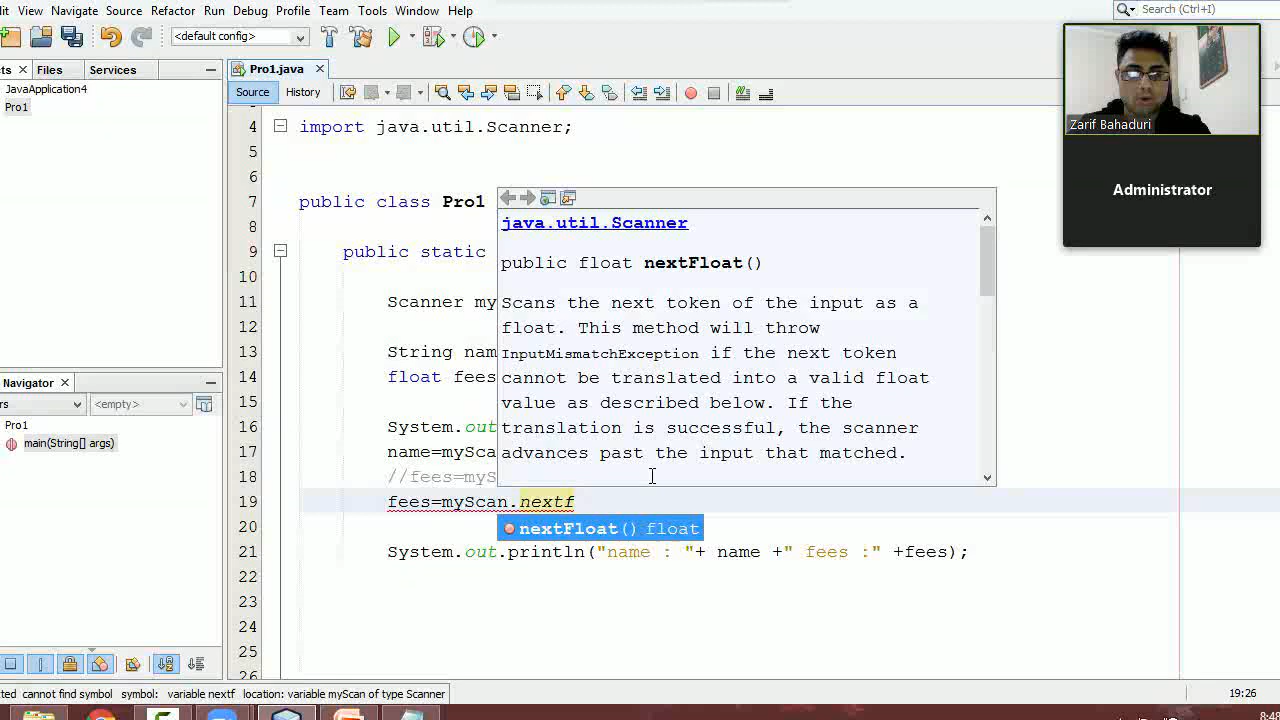 it View Navigate Source Refactor Run Debug Profile Team Tools Window Help
Search (Ctrl+I)
<default config>
cts Files Services
Pro1.java
JavaApplication4
Pro1
Source History
4 import java.util.Scanner;
5
6
7 public class Pro1
8
9 public static
10
11 Scanner my
12
13 String nam
14 float fees
15
16 System.out
17 name=mySca
18 //fees=myS
19 fees=myScan.nextf
20
21 System.out.println("name : "+ name +" fees :" +fees);
22
23
24
25
26
java.util.Scanner
public float nextFloat()
Scans the next token of the input as a
float. This method will throw
InputMismatchException if the next token
cannot be translated into a valid float
value as described below. If the
translation is successful, the scanner
advances past the input that matched.
nextFloat() float
Zarif Bahaduri
Administrator
Navigator
rs <empty>
Pro1
main(String[] args)
ted cannot find symbol symbol: variable nextf location: variable myScan of type Scanner
19:26